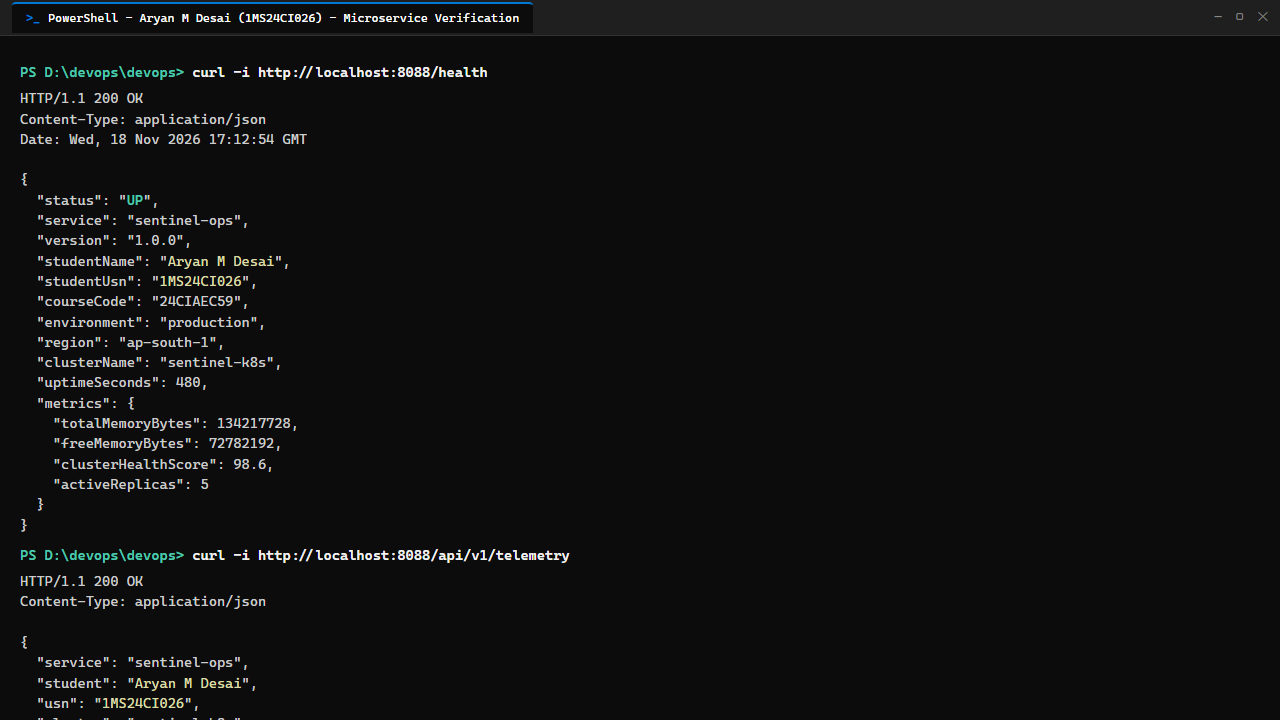 >_ PowerShell - Aryan M Desai (1MS24CI026) - Microservice Verification
PS D:\devops\devops> curl -i http://localhost:8088/health
HTTP/1.1 200 OK
Content-Type: application/json
Date: Wed, 18 Nov 2026 17:12:54 GMT
{
  "status": "UP",
  "service": "sentinel-ops",
  "version": "1.0.0",
  "studentName": "Aryan M Desai",
  "studentUsn": "1MS24CI026",
  "courseCode": "24CIAEC59",
  "environment": "production",
  "region": "ap-south-1",
  "clusterName": "sentinel-k8s",
  "uptimeSeconds": 480,
  "metrics": {
    "totalMemoryBytes": 134217728,
    "freeMemoryBytes": 72782192,
    "clusterHealthScore": 98.6,
    "activeReplicas": 5
  }
}
PS D:\devops\devops> curl -i http://localhost:8088/api/v1/telemetry
HTTP/1.1 200 OK
Content-Type: application/json
{
  "service": "sentinel-ops",
  "student": "Aryan M Desai",
  "usn": "1MS24CI026",